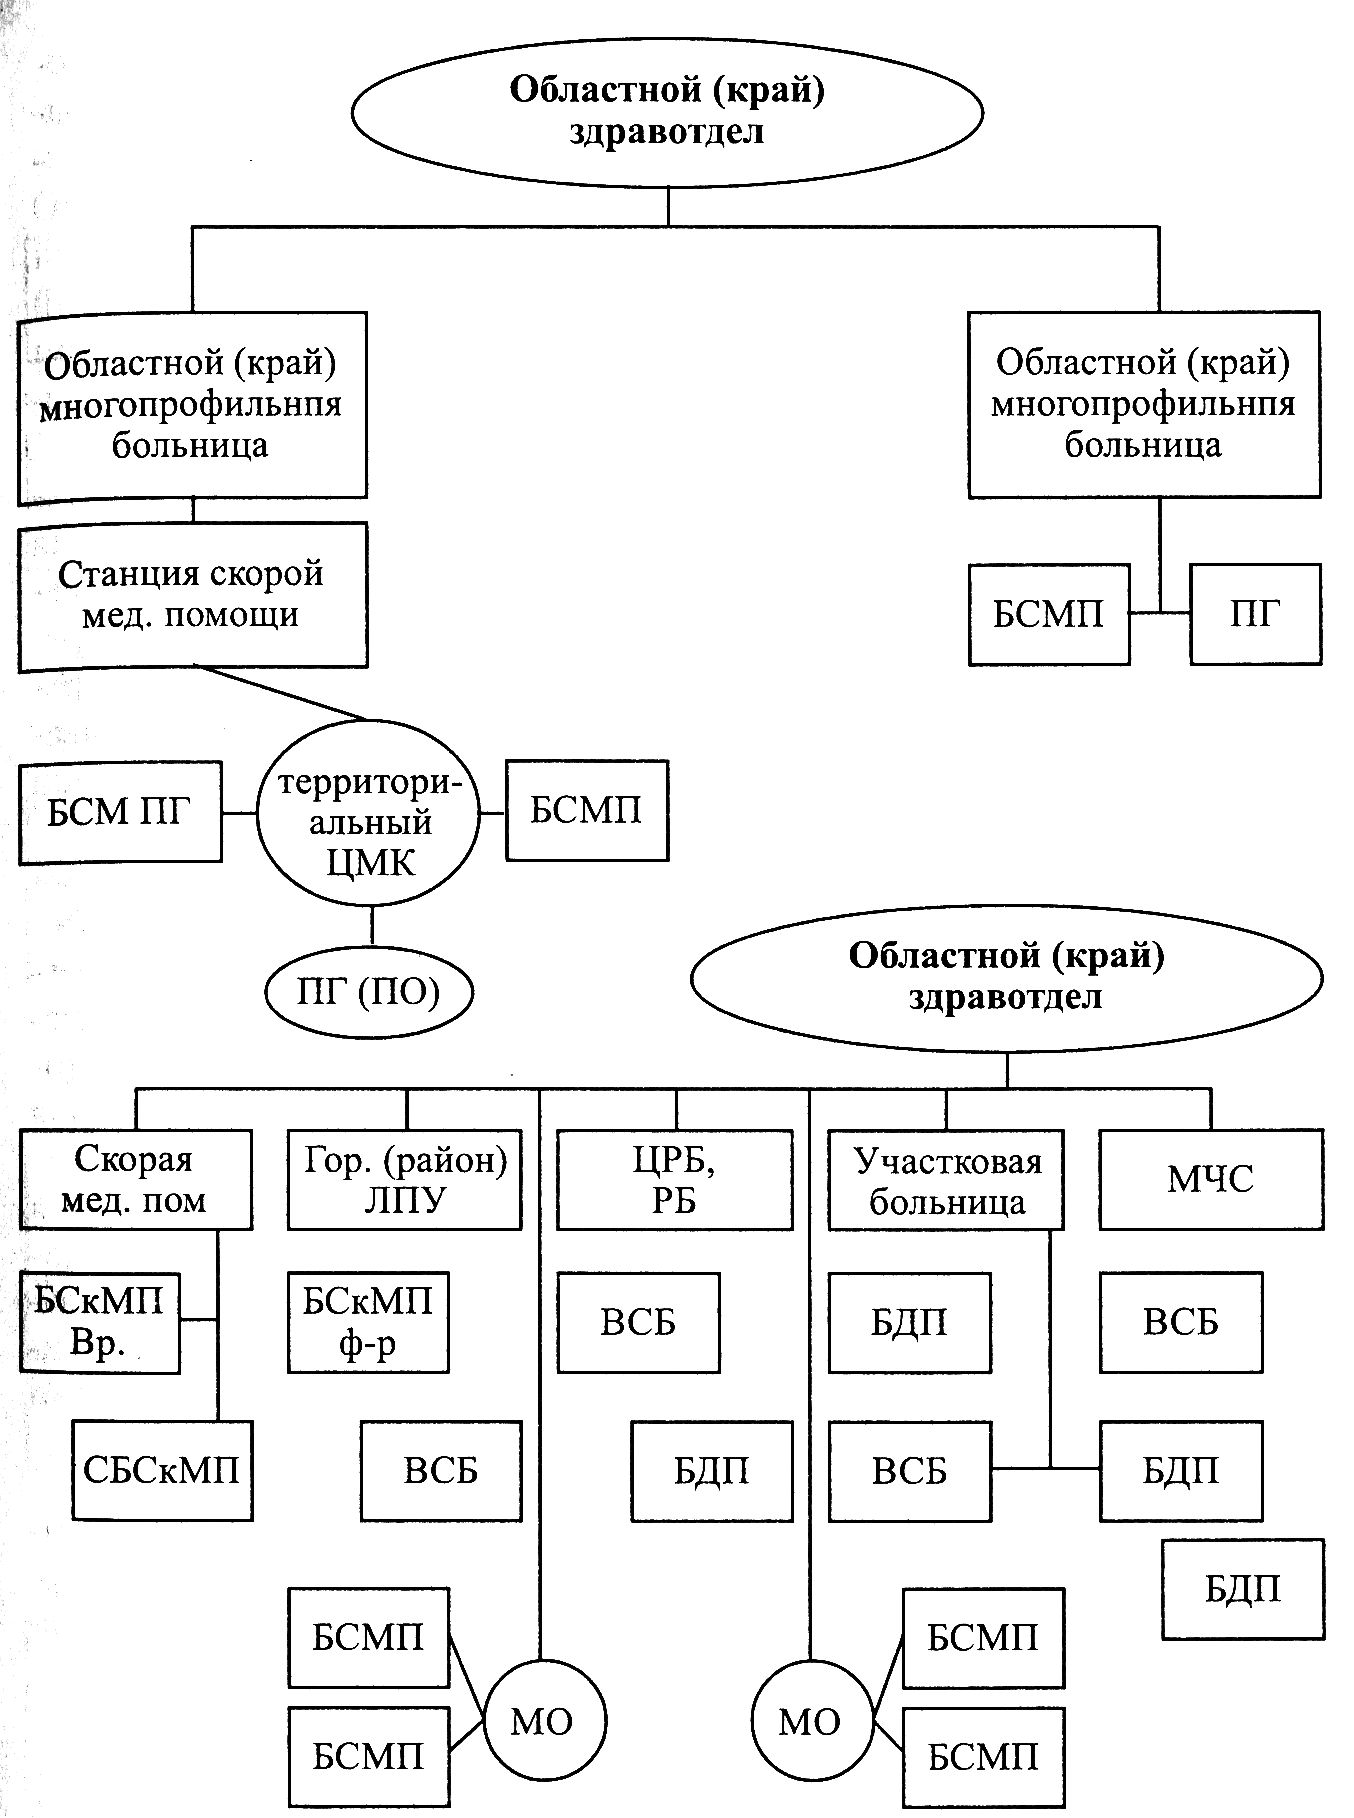 Областной (край)
здравотдел
Областной (край)
многопрофильнпя
больница
Областной (край)
многопрофильнпя
больница
Станция скорой
мед. помощи
БСМП
ПГ
БСМ ПГ
территори-
альный
ЦМК
БСМП
ПГ (ПО)
Областной (край)
здравотдел
Скорая
мед. пом
Гор. (район)
ЛПУ
ЦРБ,
РБ
Участковая
больница
МЧС
БСкМП
Вр.
БСкМП
ф-р
ВСБ
БДП
ВСБ
СБСкМП
ВСБ
БДП
ВСБ
БДП
БДП
БСМП
БСМП
МО
МО
БСМП
БСМП